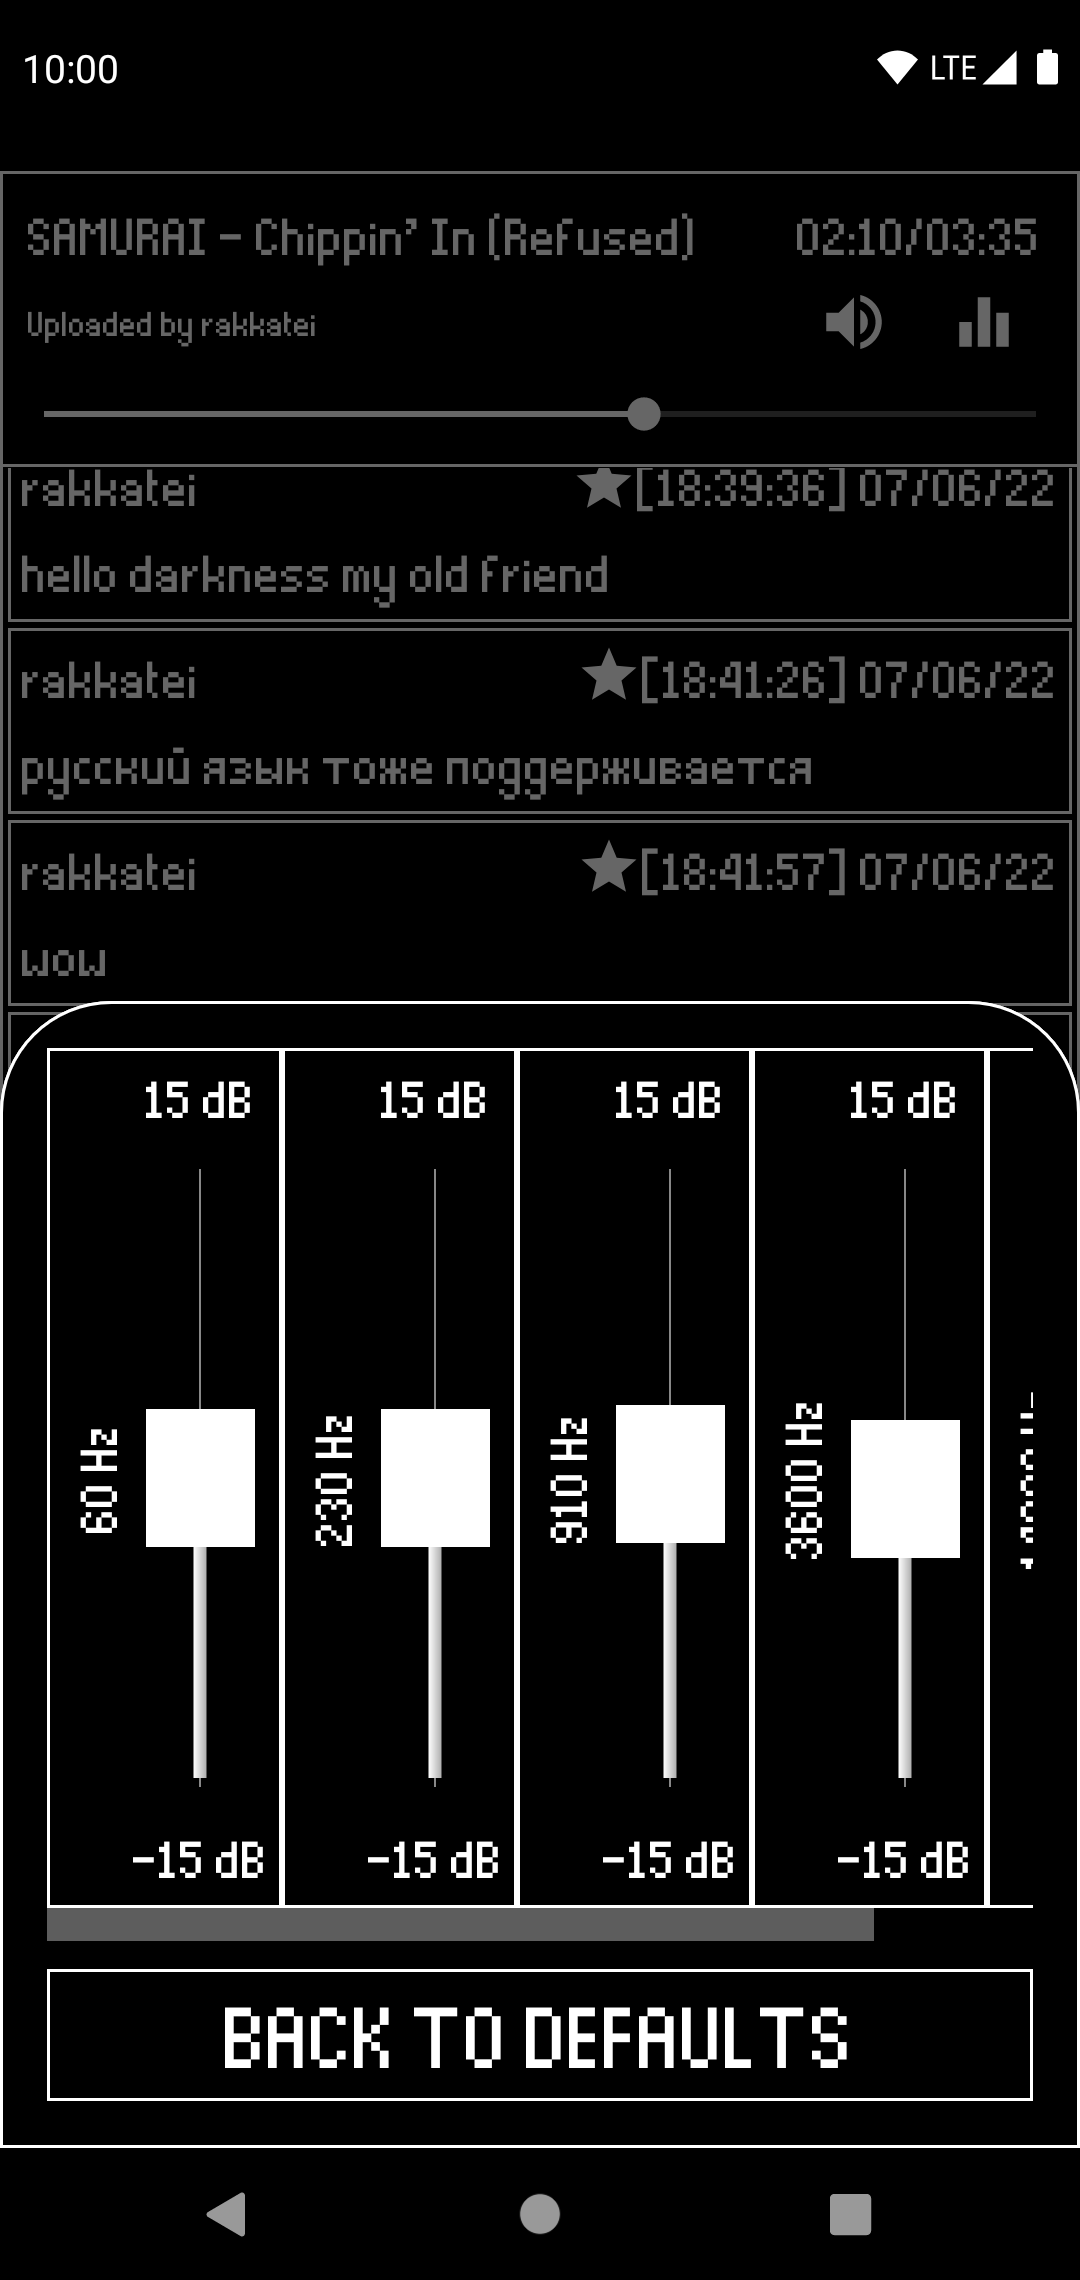 10:00 LTE
SAMURAI - Chippin' In (Refused) 02:10/03:35
Uploaded by rakkatei
rakkatei [18:39:36] 07/06/22
hello darkness my old friend
rakkatei [18:41:26] 07/06/22
русский язык тоже поддерживается
rakkatei [18:41:57] 07/06/22
wow
15 dB 15 dB 15 dB 15 dB
60 Hz 230 Hz 910 Hz 3600 Hz
-15 dB -15 dB -15 dB -15 dB
BACK TO DEFAULTS